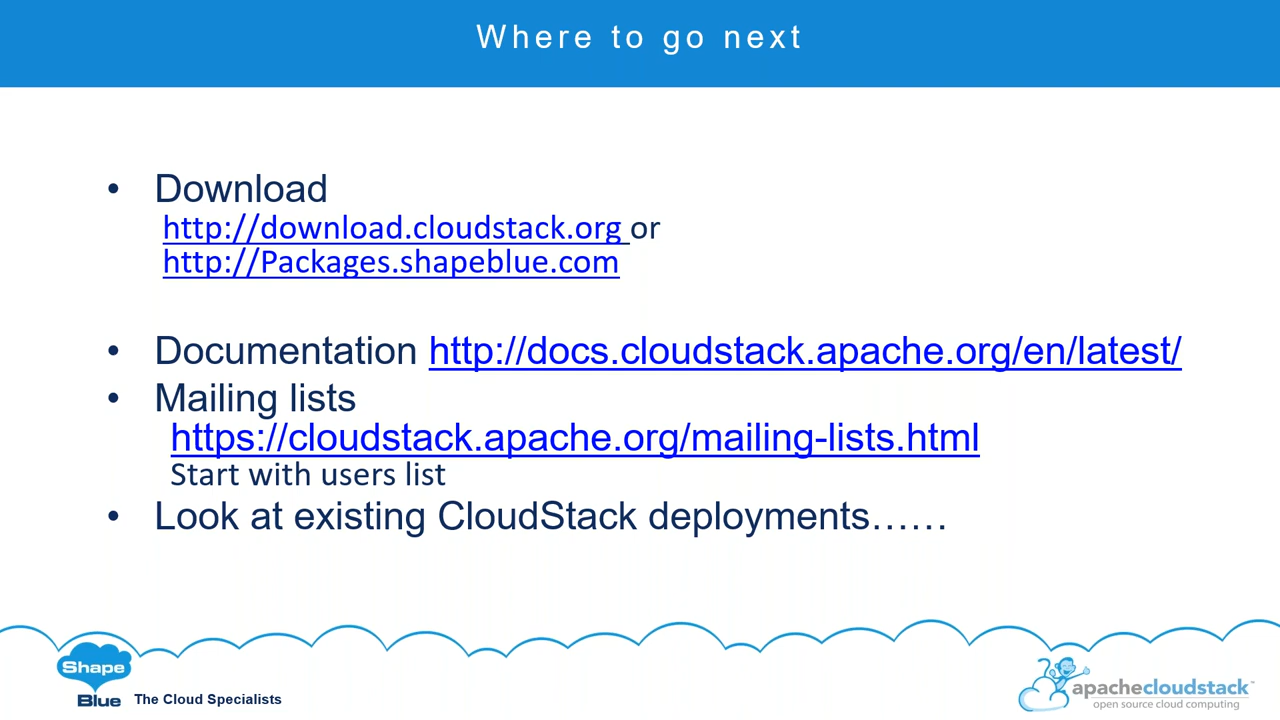 Where to go next
• Download
http://download.cloudstack.org or
http://Packages.shapeblue.com
• Documentation http://docs.cloudstack.apache.org/en/latest/
• Mailing lists
https://cloudstack.apache.org/mailing-lists.html
Start with users list
• Look at existing CloudStack deployments……
Shape
Blue The Cloud Specialists
apachecloudstack™
open source cloud computing